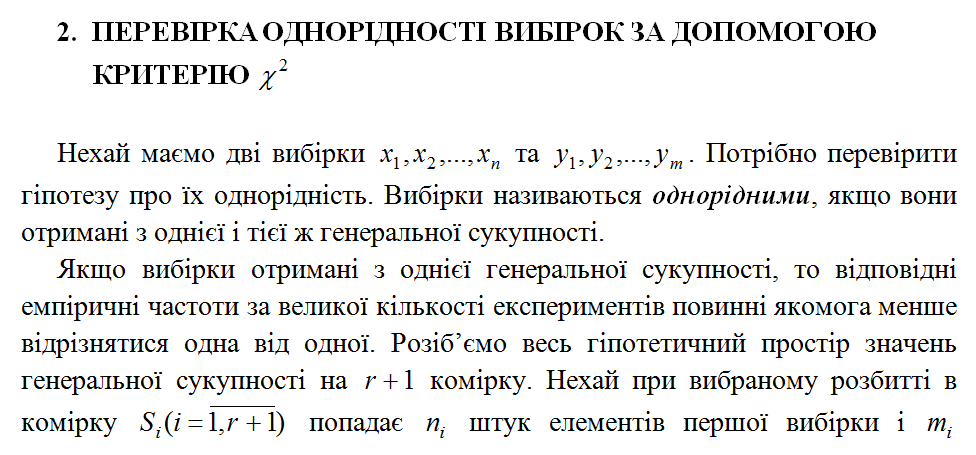 2. ПЕРЕВІРКА ОДНОРІДНОСТІ ВИБІРОК ЗА ДОПОМОГОЮ
КРИТЕРІЮ χ²
Нехай маємо дві вибірки x₁, x₂,..., xₙ та y₁, y₂,..., yₘ. Потрібно перевірити
гіпотезу про їх однорідність. Вибірки називаються однорідними, якщо вони
отримані з однієї і тієї ж генеральної сукупності.
Якщо вибірки отримані з однієї генеральної сукупності, то відповідні
емпіричні частоти за великої кількості експериментів повинні якомога менше
відрізнятися одна від одної. Розіб’ємо весь гіпотетичний простір значень
генеральної сукупності на r + 1 комірку. Нехай при вибраному розбитті в
комірку Sᵢ(i = 1, r + 1) попадає nᵢ штук елементів першої вибірки і mᵢ